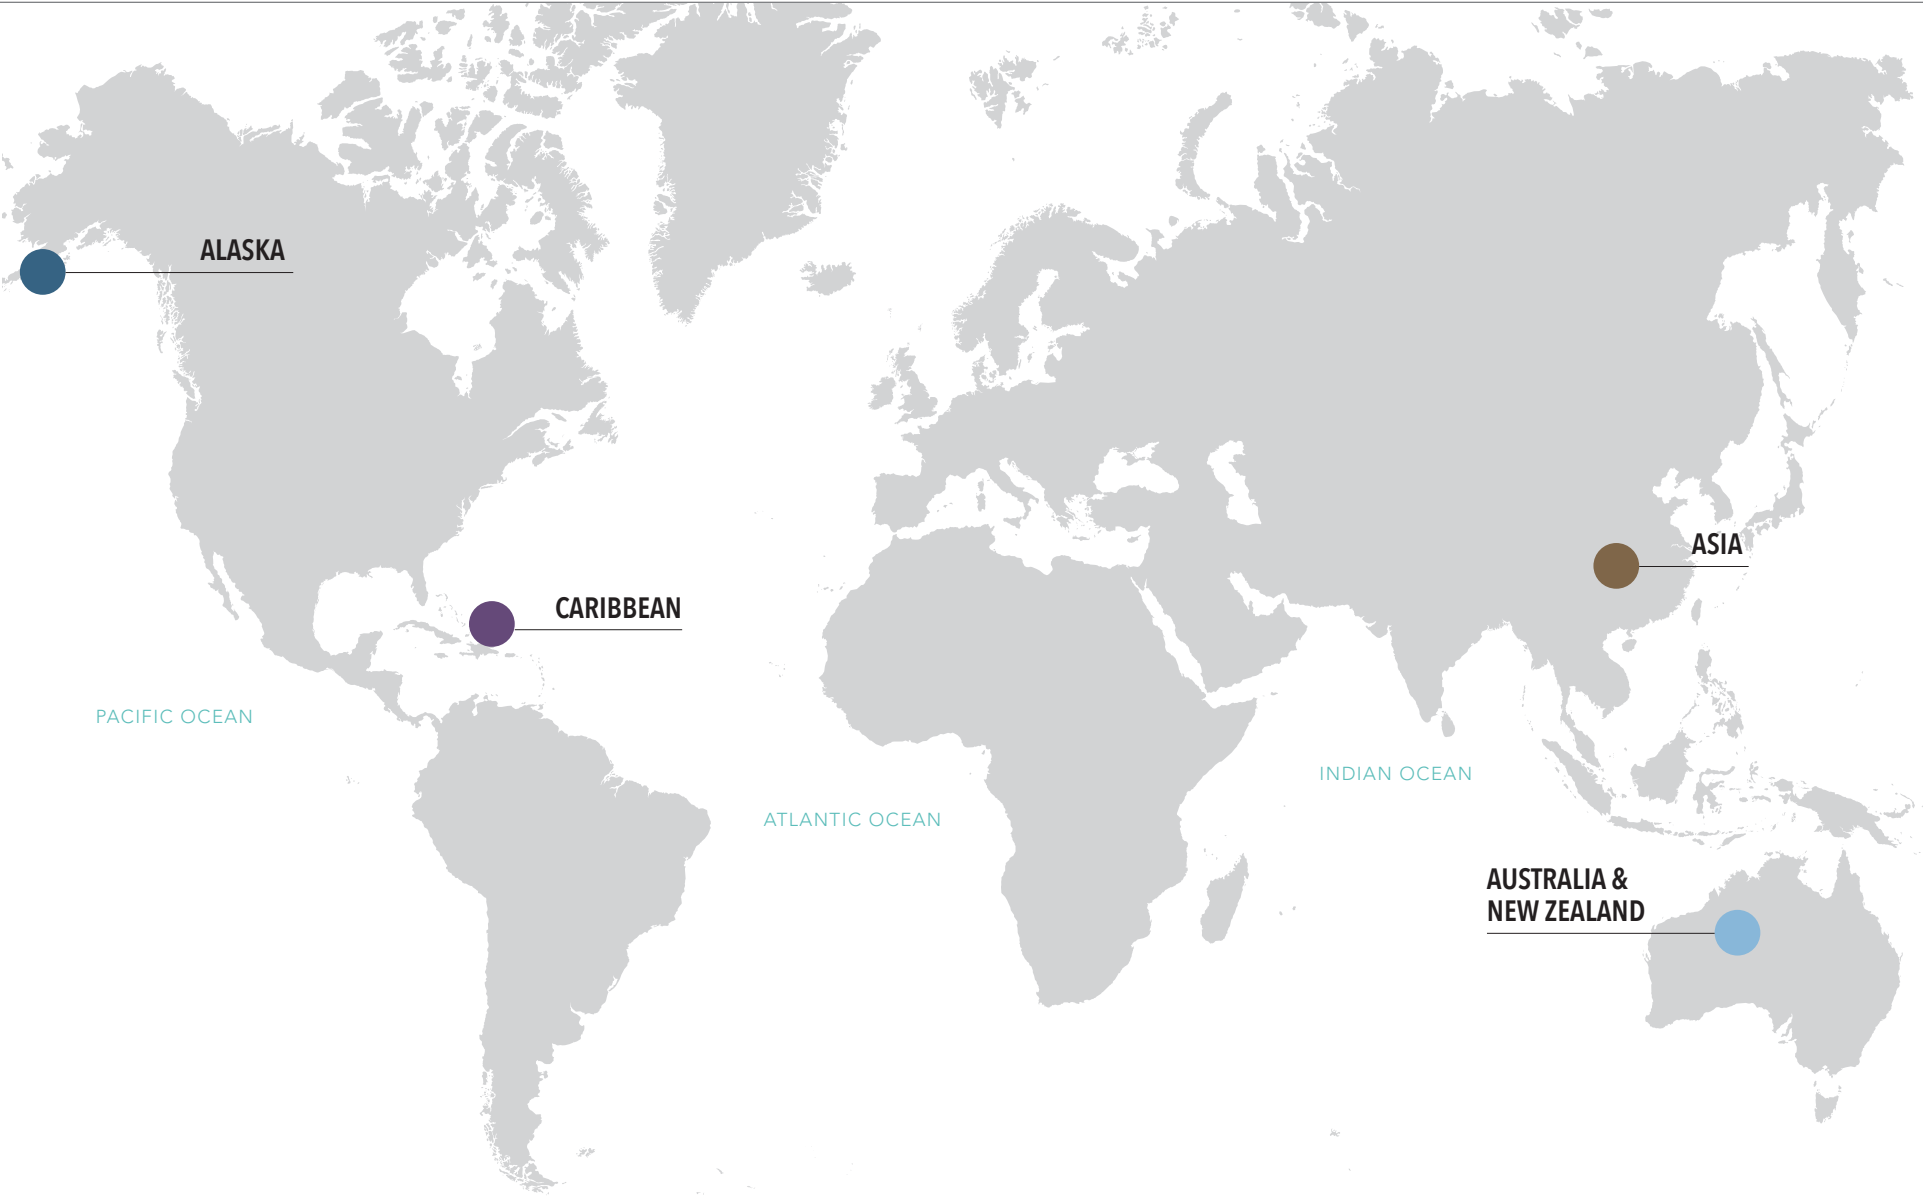 ALASKA
ASIA
CARIBBEAN
PACIFIC OCEAN
INDIAN OCEAN
ATLANTIC OCEAN
AUSTRALIA &
NEW ZEALAND